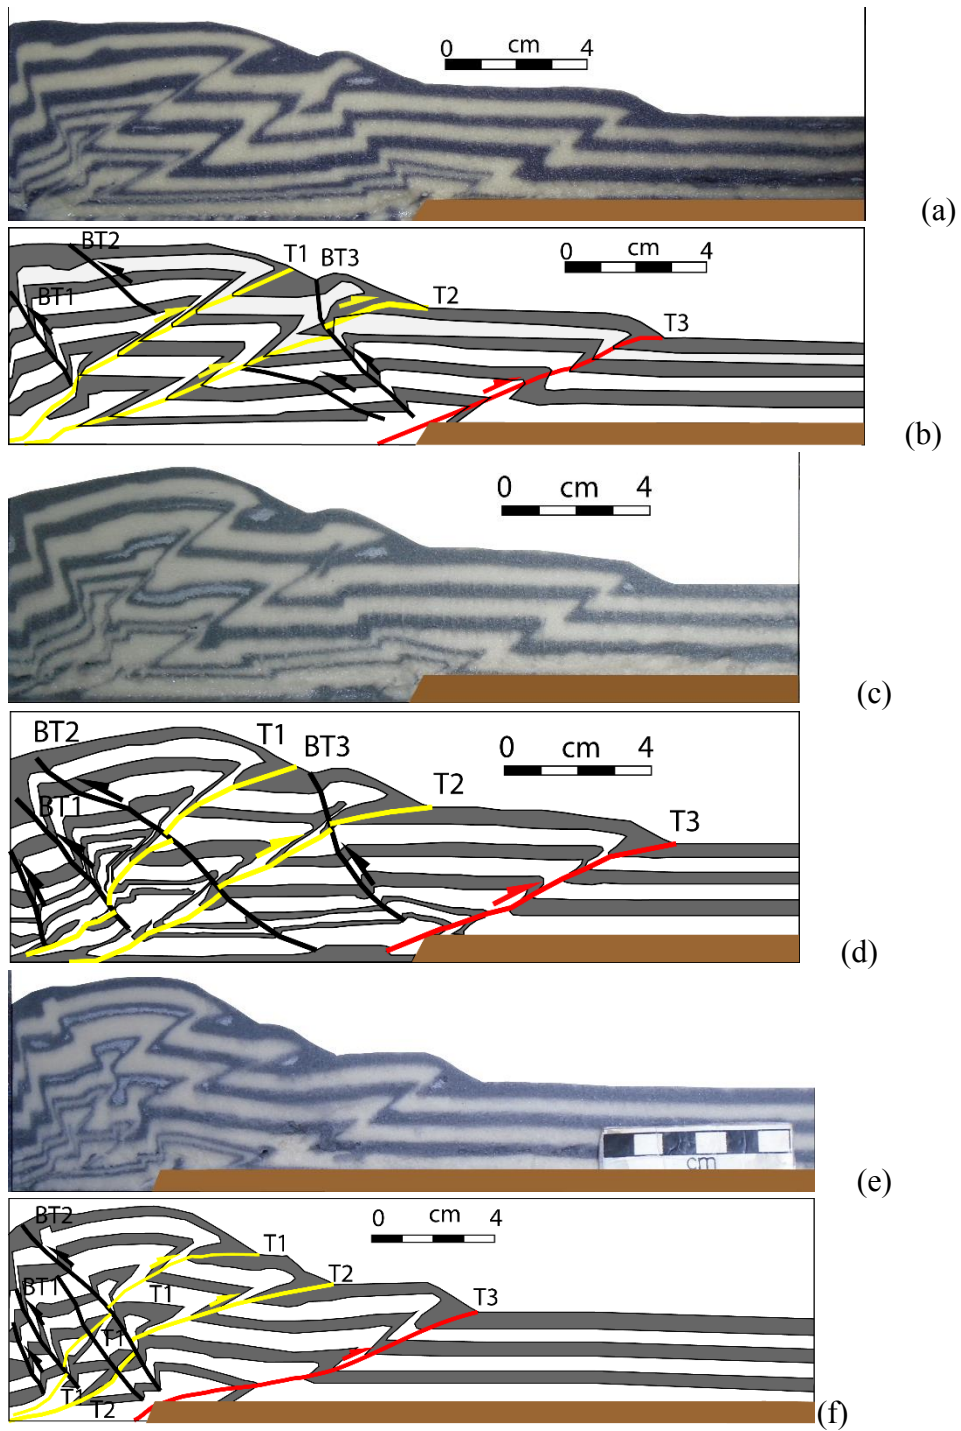 0 cm 4
(a)
BT2 T1 BT3 0 cm 4
BT1 T2 T3
(b)
0 cm 4
(c)
BT2 T1 BT3 0 cm 4
BT1 T2 T3
(d)
cm
(e)
BT2 T1 0 cm 4
BT1 T1 T2 T3
T1
T1
T2
(f)